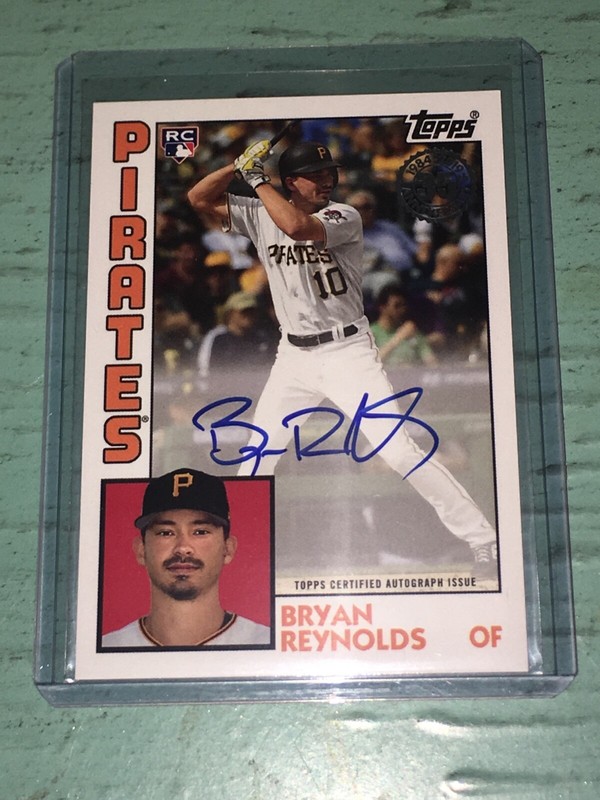 PIRATES®
RC
topps®
P
PIRATES
10
P
TOPPS CERTIFIED AUTOGRAPH ISSUE
BRYAN
REYNOLDS OF